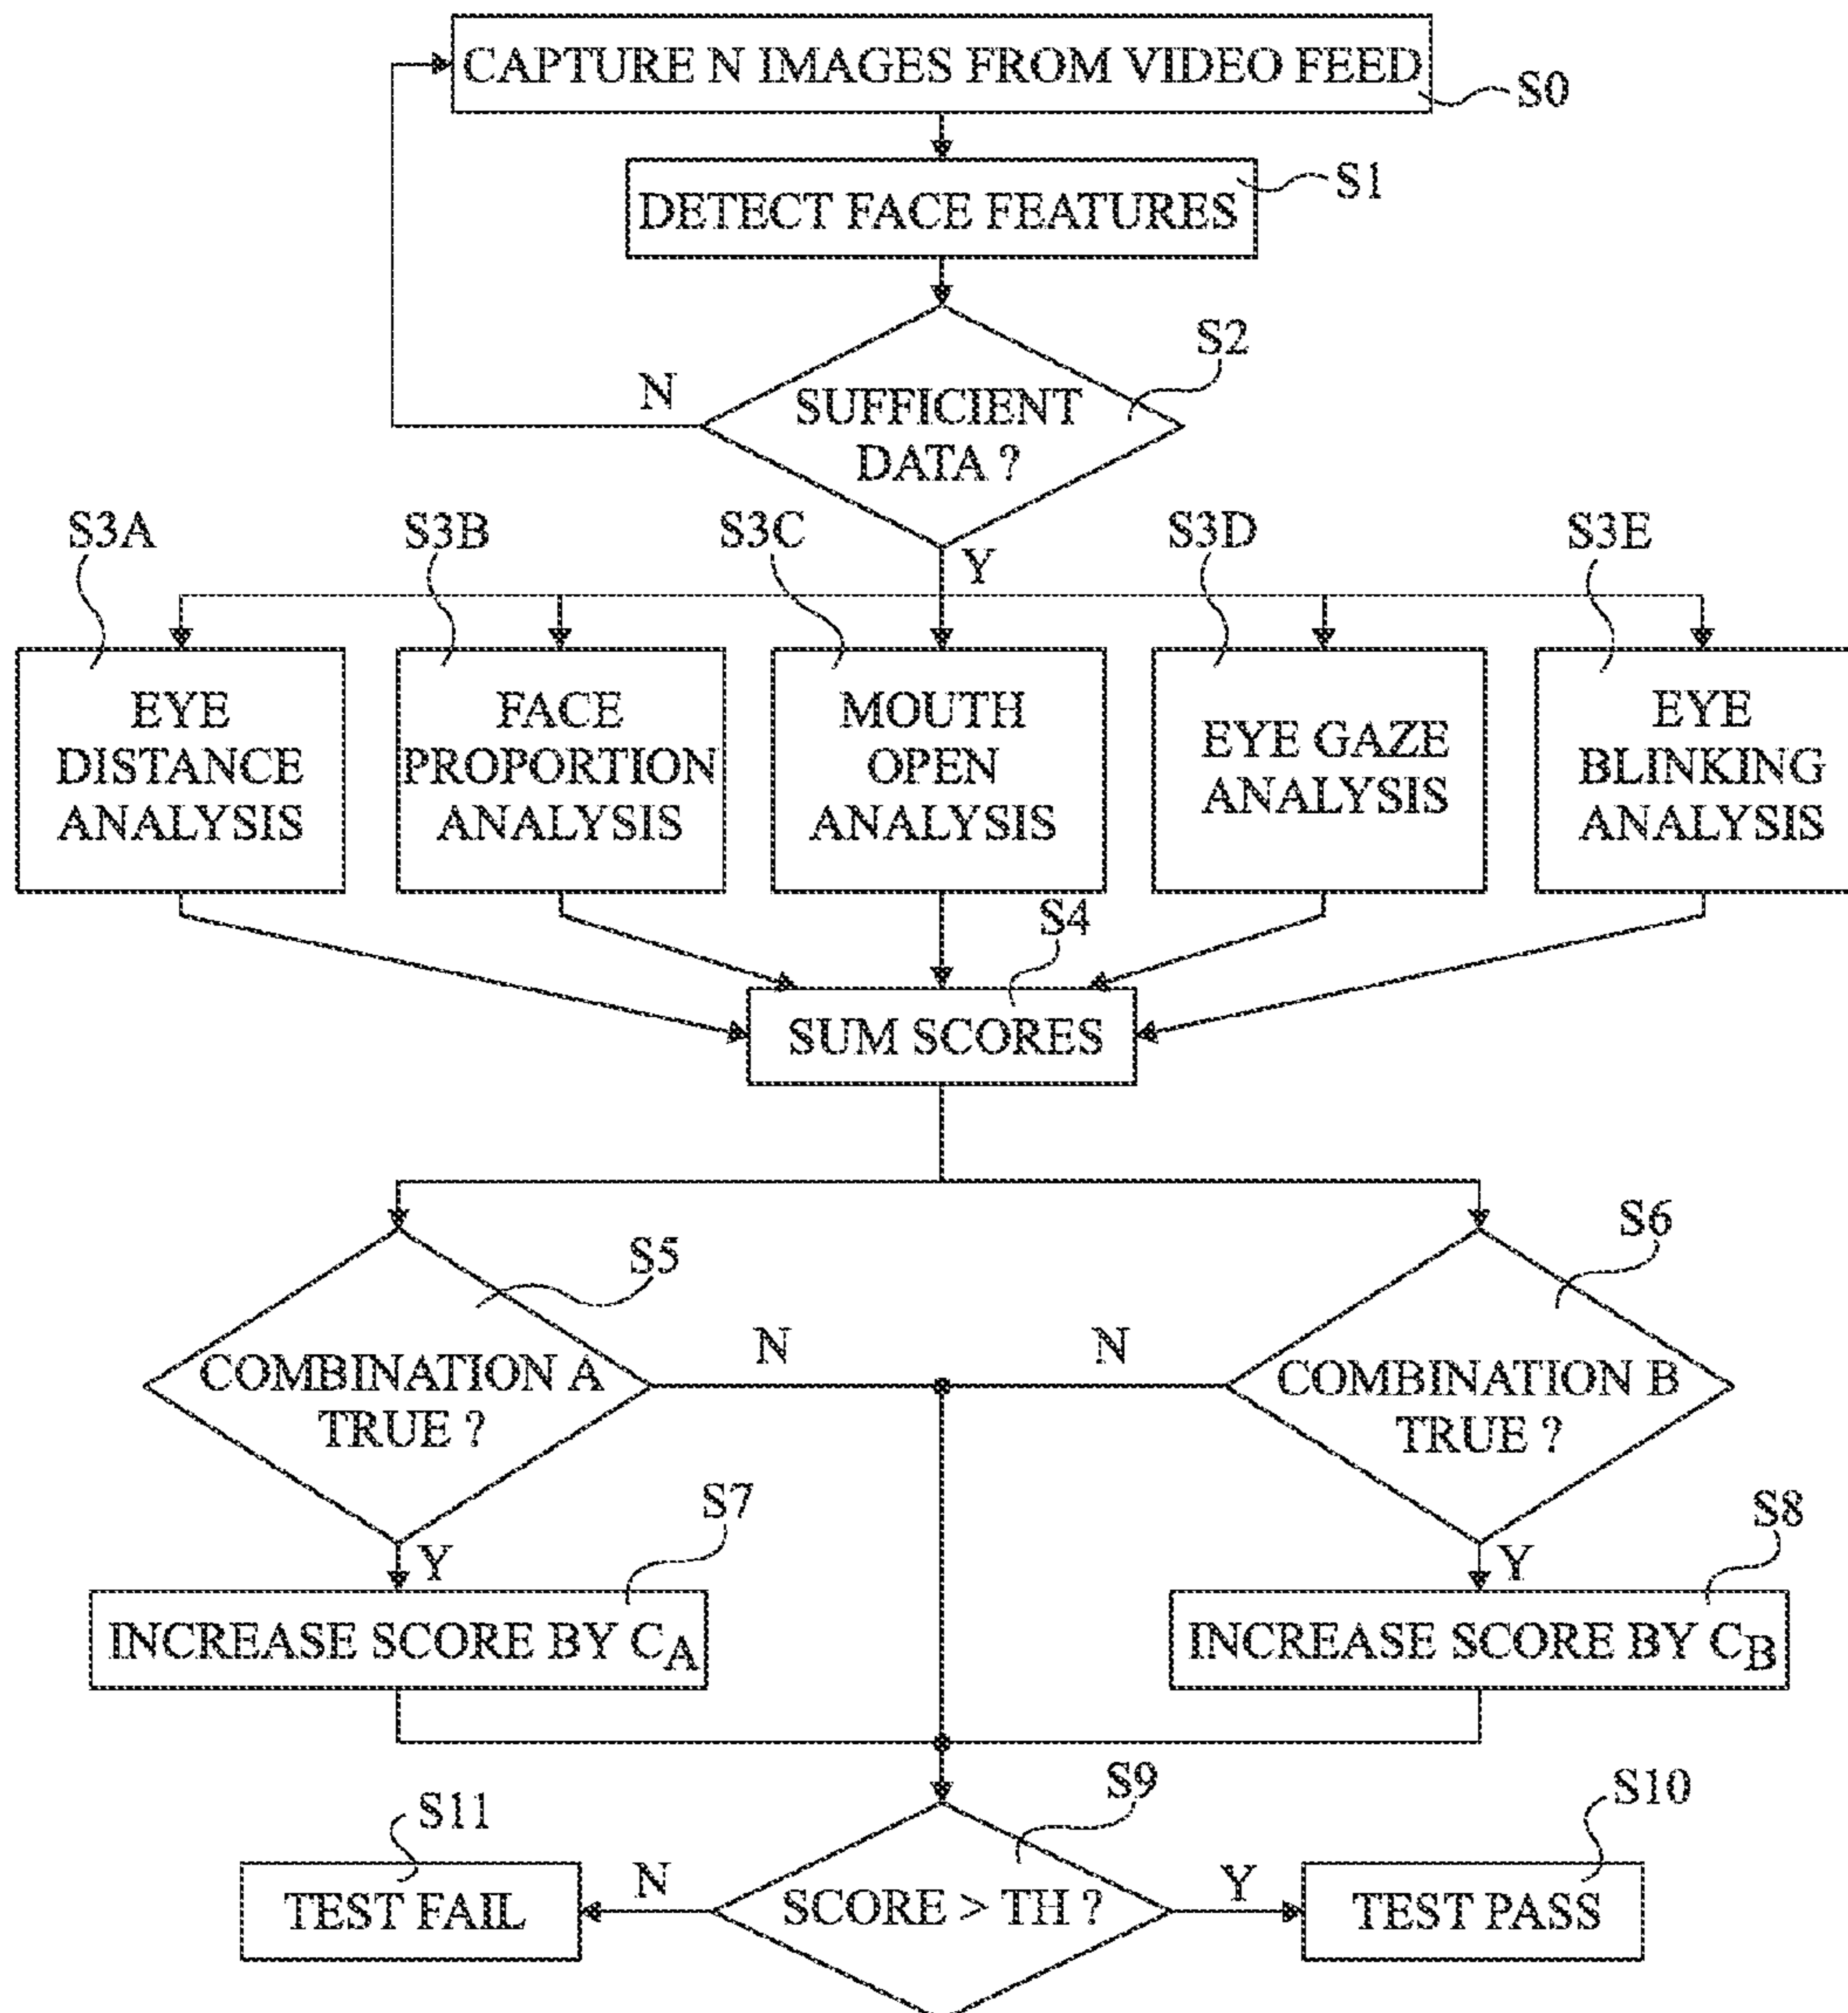 CAPTURE N IMAGES FROM VIDEO FEED
S0
DETECT FACE FEATURES
S1
S2
N
SUFFICIENT
DATA ?
Y
S3A
S3B
S3C
S3D
S3E
EYE
DISTANCE
ANALYSIS
FACE
PROPORTION
ANALYSIS
MOUTH
OPEN
ANALYSIS
EYE GAZE
ANALYSIS
EYE
BLINKING
ANALYSIS
S4
SUM SCORES
S5
S6
COMBINATION A
TRUE ?
N
N
COMBINATION B
TRUE ?
Y
S7
Y
S8
INCREASE SCORE BY CA
INCREASE SCORE BY CB
S9
S11
S10
TEST FAIL
N
SCORE > TH ?
Y
TEST PASS